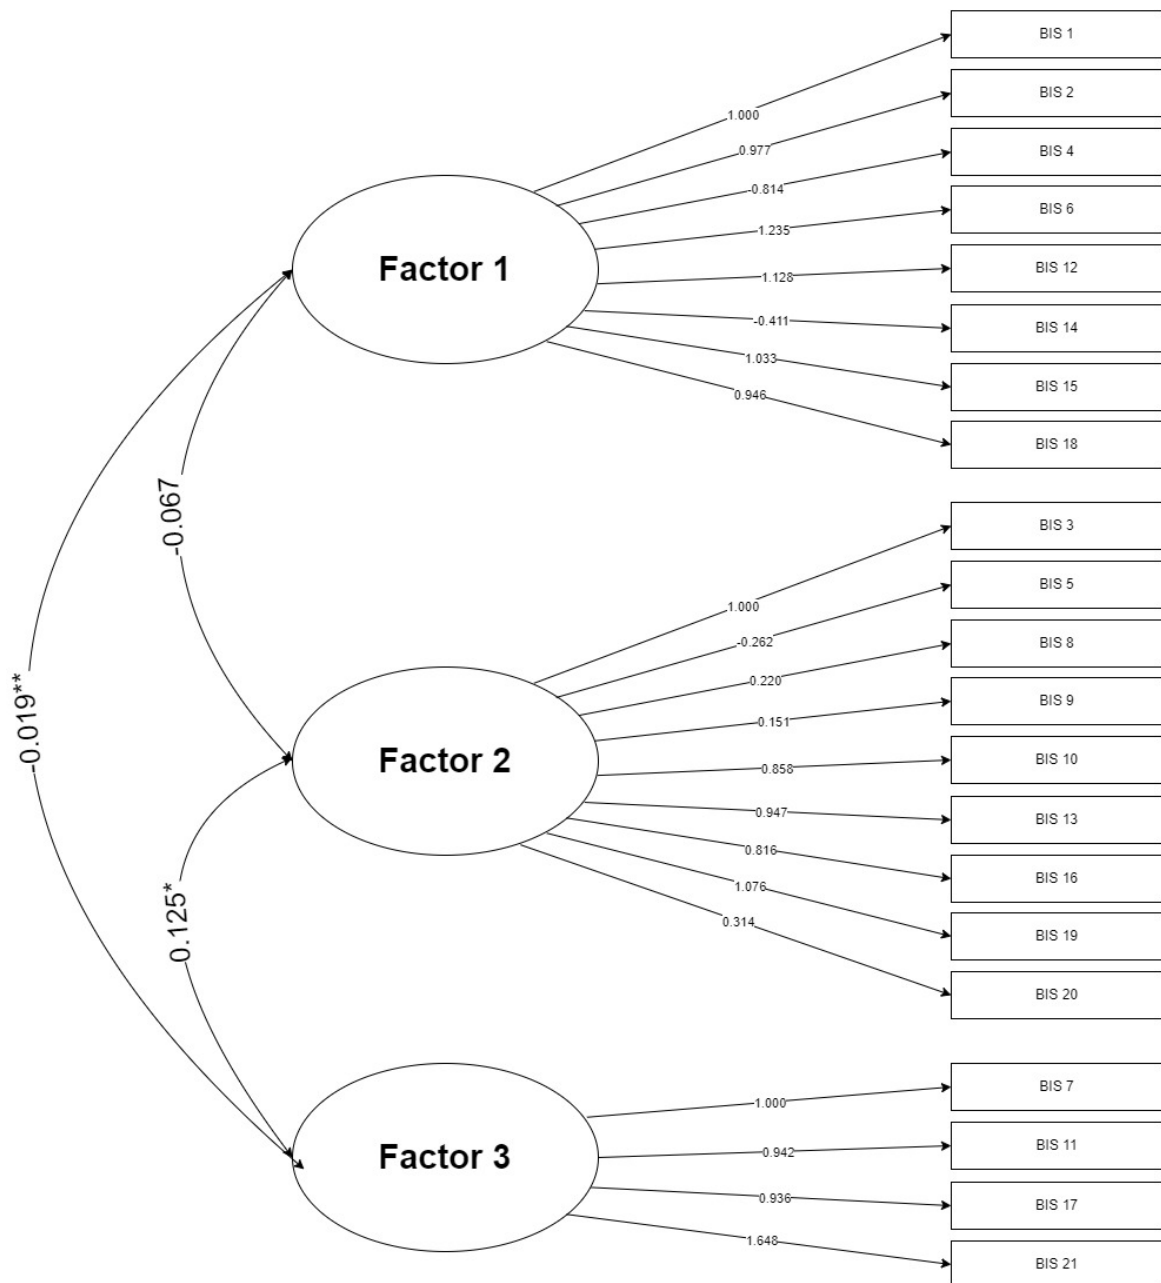 BIS 1
1.000
BIS 2
0.977
BIS 4
-0.814
BIS 6
1.235
BIS 12
1.128
BIS 14
-0.411
BIS 15
1.033
BIS 18
0.946
Factor 1
-0.067
-0.019**
BIS 3
1.000
BIS 5
-0.262
BIS 8
0.220
BIS 9
0.151
BIS 10
0.858
BIS 13
0.947
BIS 16
0.816
BIS 19
1.076
BIS 20
0.314
Factor 2
0.125*
BIS 7
1.000
BIS 11
0.942
BIS 17
0.936
BIS 21
1.648
Factor 3